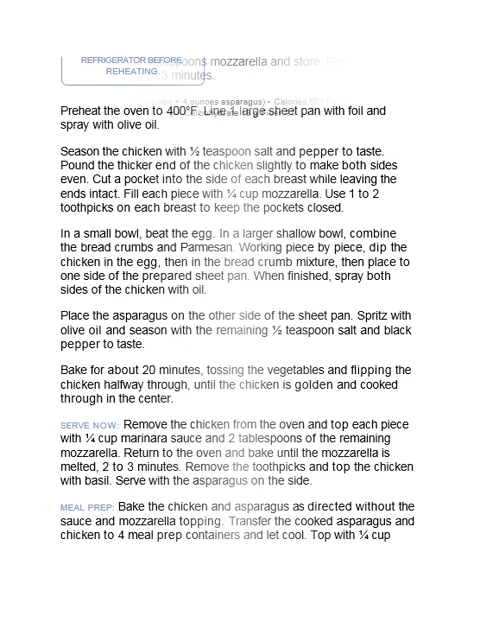 REFRIGERATOR BEFORE
REHEATING.
spoons mozzarella and store.
3 minutes.
4 ounces asparagus) • Calories
Preheat the oven to 400°F. Line 1 large sheet pan with foil and
spray with olive oil.
Season the chicken with ½ teaspoon salt and pepper to taste.
Pound the thicker end of the chicken slightly to make both sides
even. Cut a pocket into the side of each breast while leaving the
ends intact. Fill each piece with ¼ cup mozzarella. Use 1 to 2
toothpicks on each breast to keep the pockets closed.
In a small bowl, beat the egg. In a larger shallow bowl, combine
the bread crumbs and Parmesan. Working piece by piece, dip the
chicken in the egg, then in the bread crumb mixture, then place to
one side of the prepared sheet pan. When finished, spray both
sides of the chicken with oil.
Place the asparagus on the other side of the sheet pan. Spritz with
olive oil and season with the remaining ½ teaspoon salt and black
pepper to taste.
Bake for about 20 minutes, tossing the vegetables and flipping the
chicken halfway through, until the chicken is golden and cooked
through in the center.
SERVE NOW: Remove the chicken from the oven and top each piece
with ¼ cup marinara sauce and 2 tablespoons of the remaining
mozzarella. Return to the oven and bake until the mozzarella is
melted, 2 to 3 minutes. Remove the toothpicks and top the chicken
with basil. Serve with the asparagus on the side.
MEAL PREP: Bake the chicken and asparagus as directed without the
sauce and mozzarella topping. Transfer the cooked asparagus and
chicken to 4 meal prep containers and let cool. Top with ¼ cup